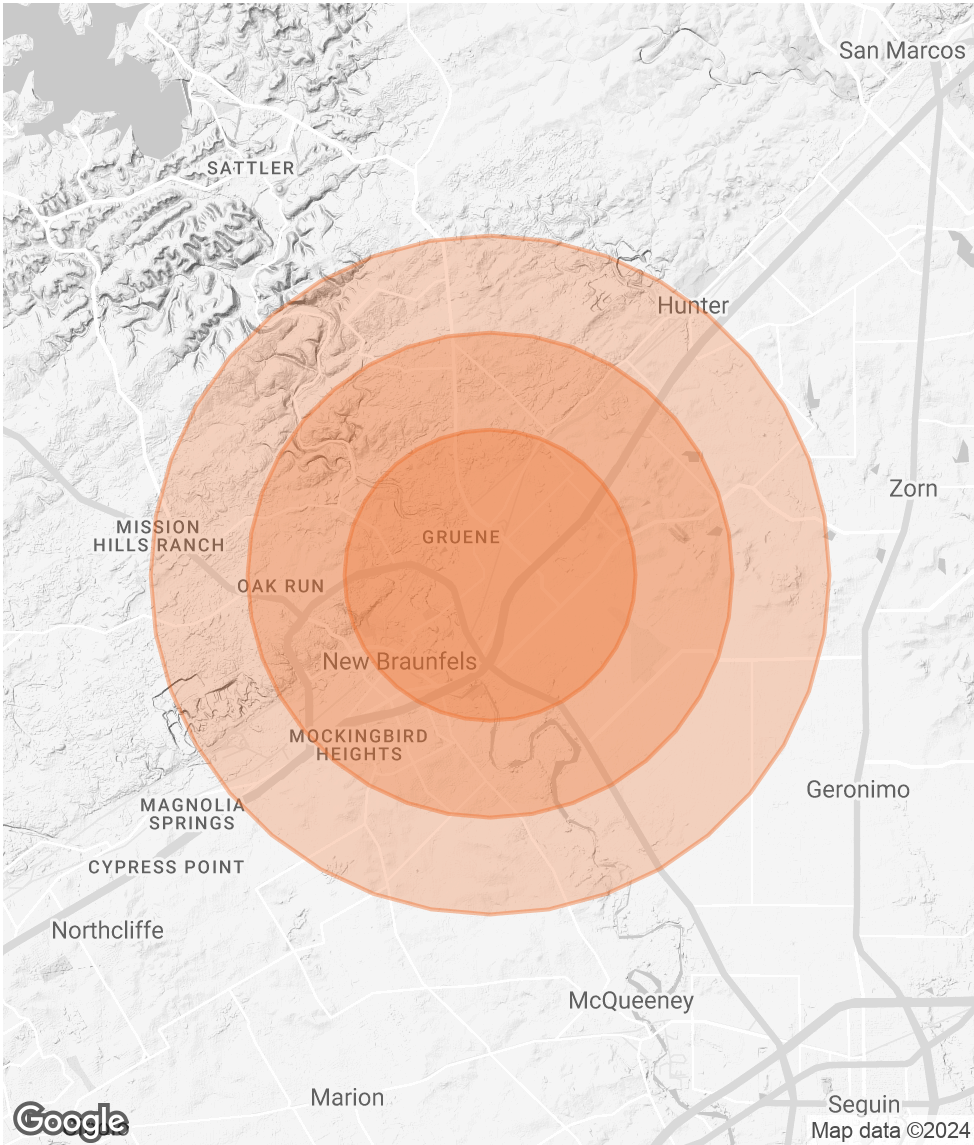 San Marcos
SATTLER
Hunter
Zorn
MISSION
HILLS RANCH
GRUENE
OAK RUN
New Braunfels
MOCKINGBIRD
HEIGHTS
Geronimo
MAGNOLIA
SPRINGS
CYPRESS POINT
Northcliffe
McQueeney
Marion
Seguin
Google
Map data ©2024